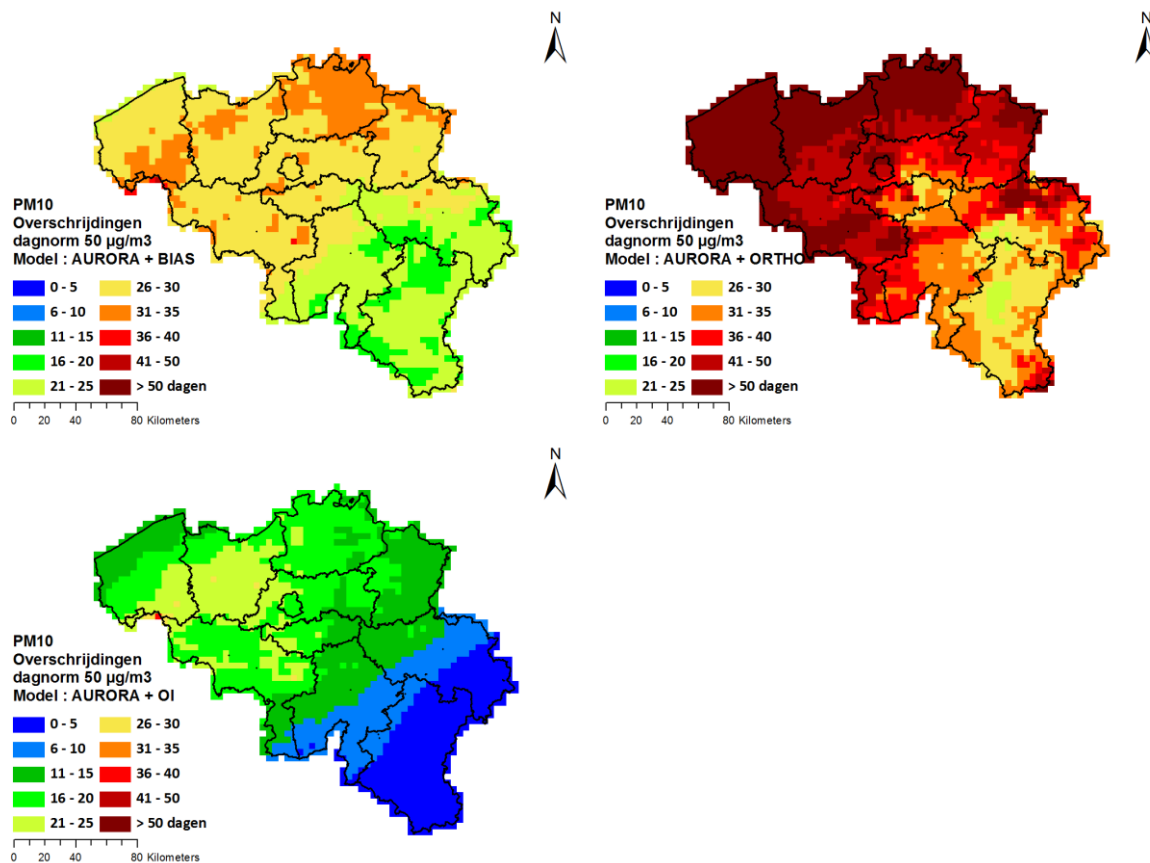 N
PM10
Overschrijdingen
dagnorm 50 µg/m3
Model : AURORA + BIAS
0 - 5 26 - 30
6 - 10 31 - 35
11 - 15 36 - 40
16 - 20 41 - 50
21 - 25 > 50 dagen
0 20 40 80 Kilometers
N
PM10
Overschrijdingen
dagnorm 50 µg/m3
Model : AURORA + ORTHO
0 - 5 26 - 30
6 - 10 31 - 35
11 - 15 36 - 40
16 - 20 41 - 50
21 - 25 > 50 dagen
0 20 40 80 Kilometers
N
PM10
Overschrijdingen
dagnorm 50 µg/m3
Model : AURORA + OI
0 - 5 26 - 30
6 - 10 31 - 35
11 - 15 36 - 40
16 - 20 41 - 50
21 - 25 > 50 dagen
0 20 40 80 Kilometers